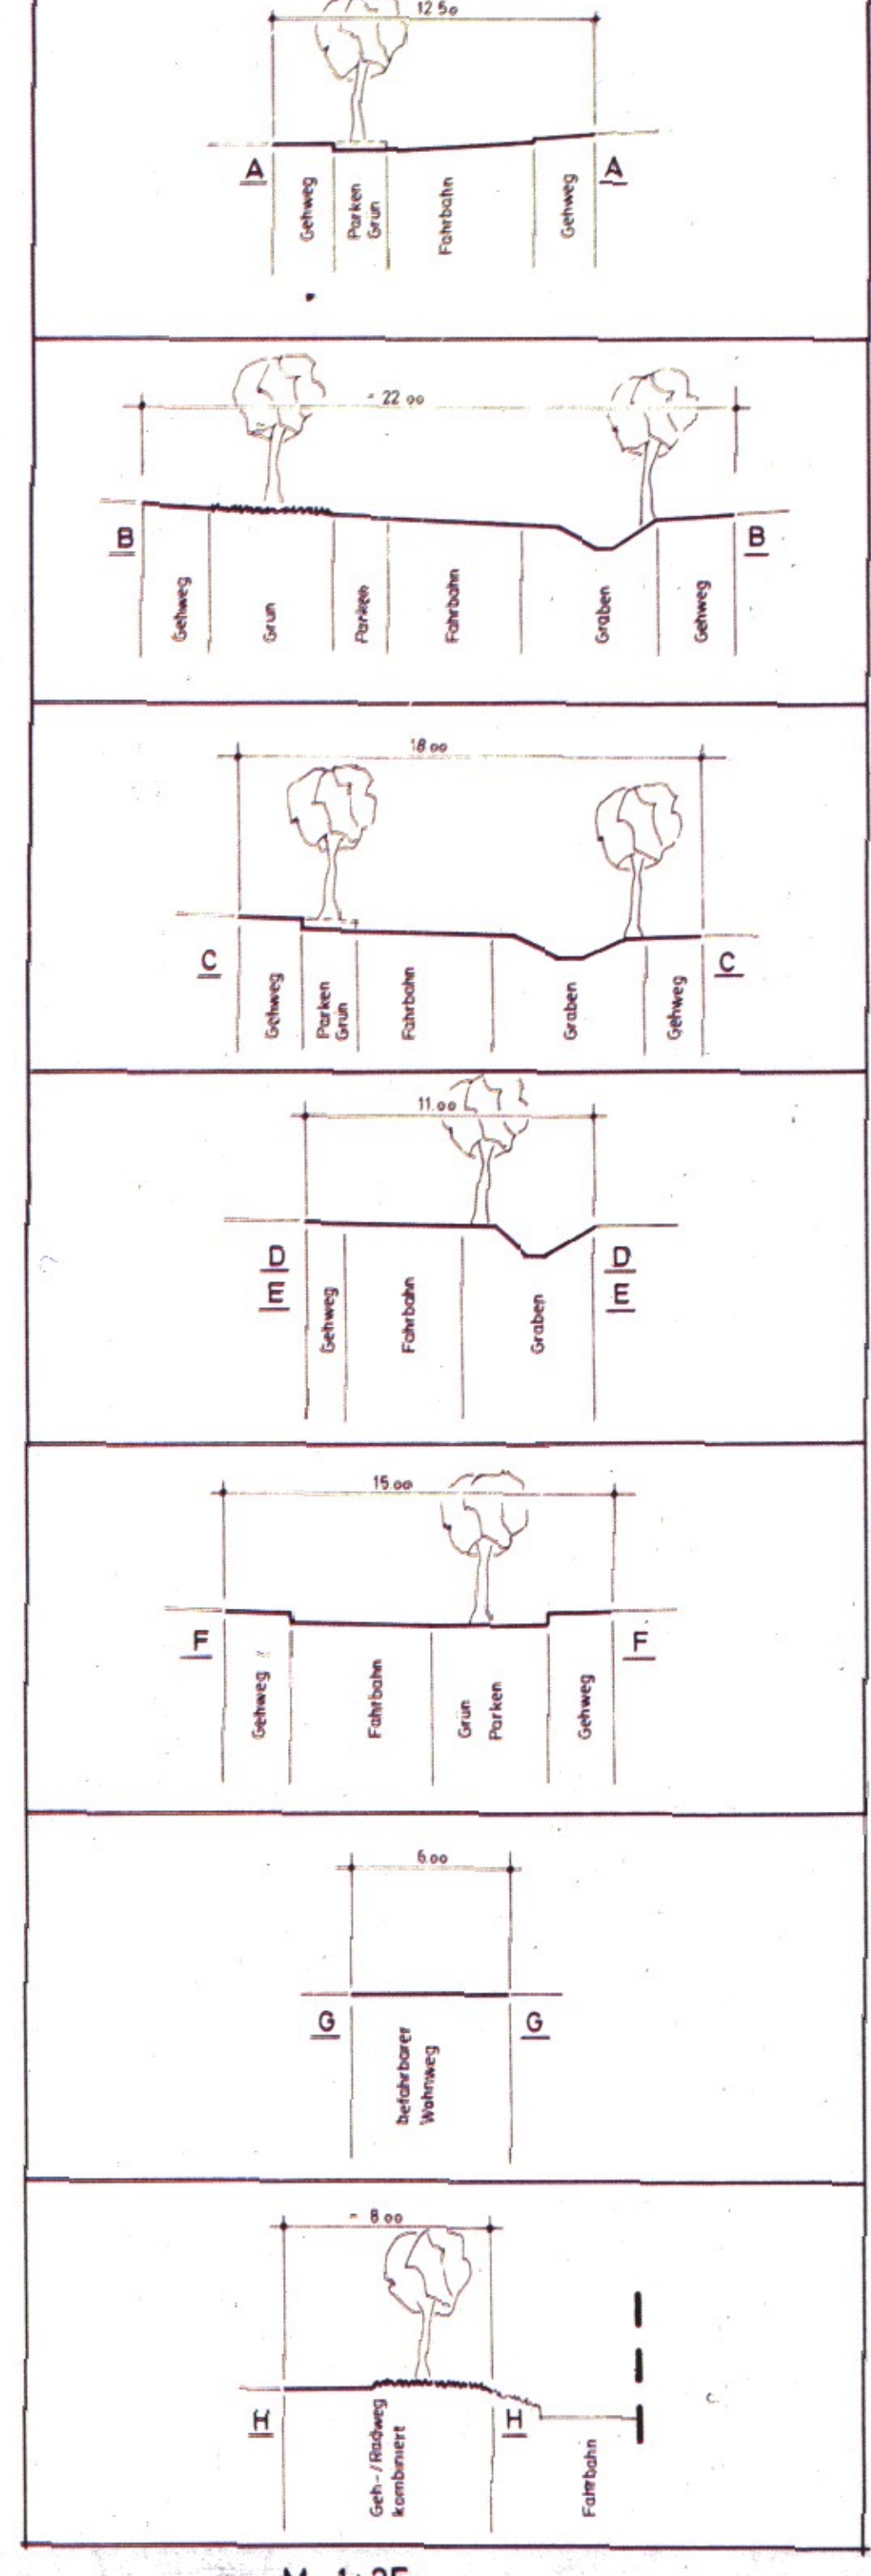 12.50
A
A
Gehweg
Parken
Grün
Fahrbahn
Gehweg
- 22.00
B
B
Gehweg
Grün
Parken
Fahrbahn
Graben
Gehweg
18.00
C
C
Gehweg
Parken
Grün
Fahrbahn
Graben
Gehweg
11.00
D
D
E
E
Gehweg
Fahrbahn
Graben
15.00
F
F
Gehweg
Fahrbahn
Grün
Parken
Gehweg
6.00
G
G
befahrbarer
Wohnweg
- 8.00
H
H
Geh-/Radweg
kombiniert
Fahrbahn